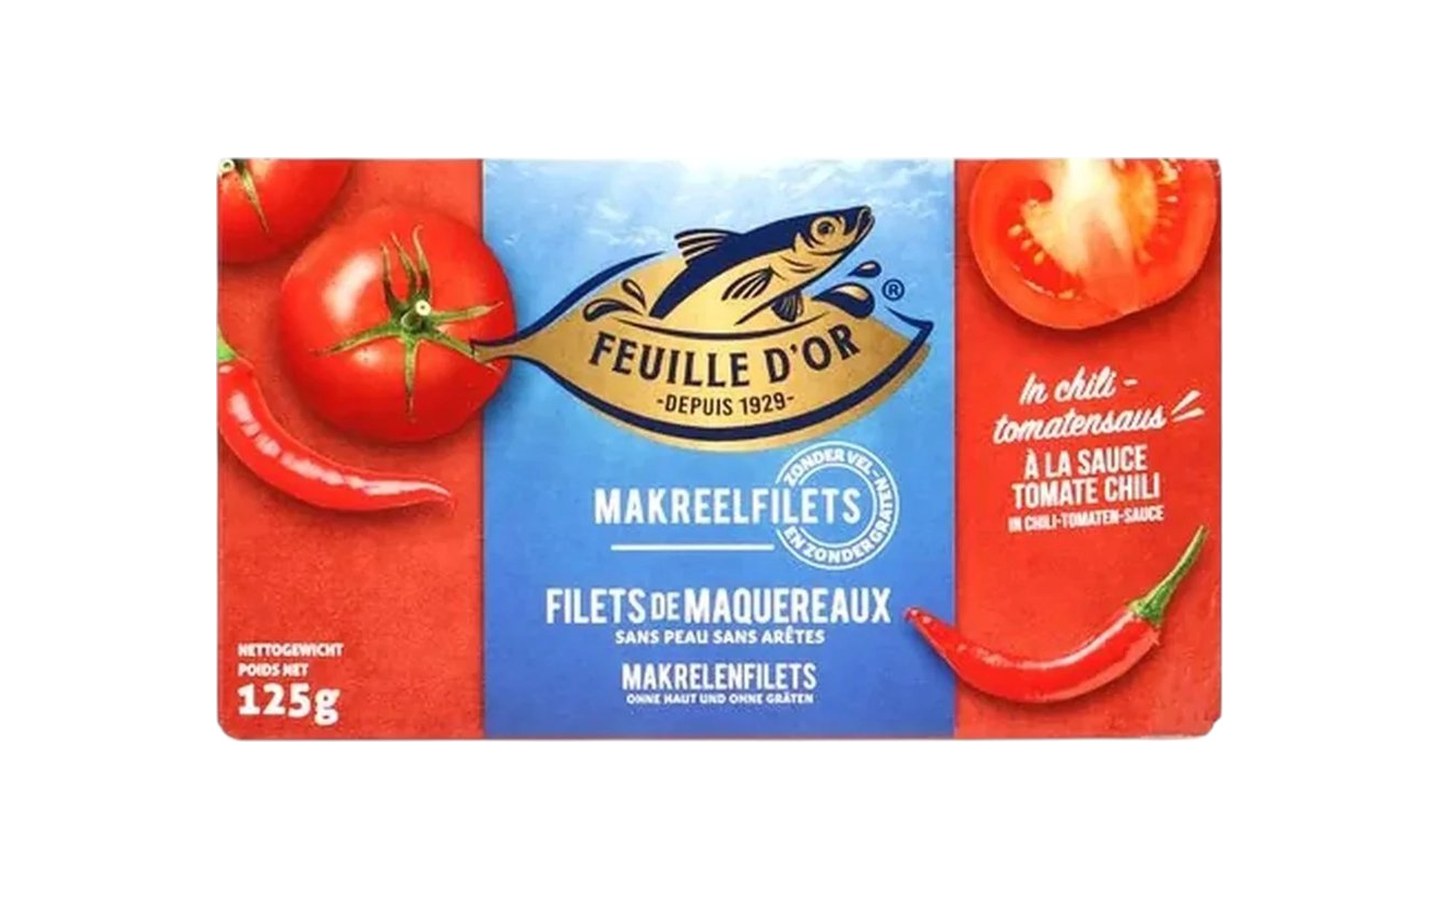 ®
FEUILLE D'OR
-DEPUIS 1929-
MAKREELFILETS
ZONDER VEL-
EN ZONDER GRATEN-
FILETS DE MAQUEREAUX
SANS PEAU SANS ARÊTES
MAKRELENFILETS
OHNE HAUT UND OHNE GRÄTEN
In chili-
tomatensaus
À LA SAUCE
TOMATE CHILI
IN CHILI-TOMATEN-SAUCE
NETTOGEWICHT
POIDS NET
125g